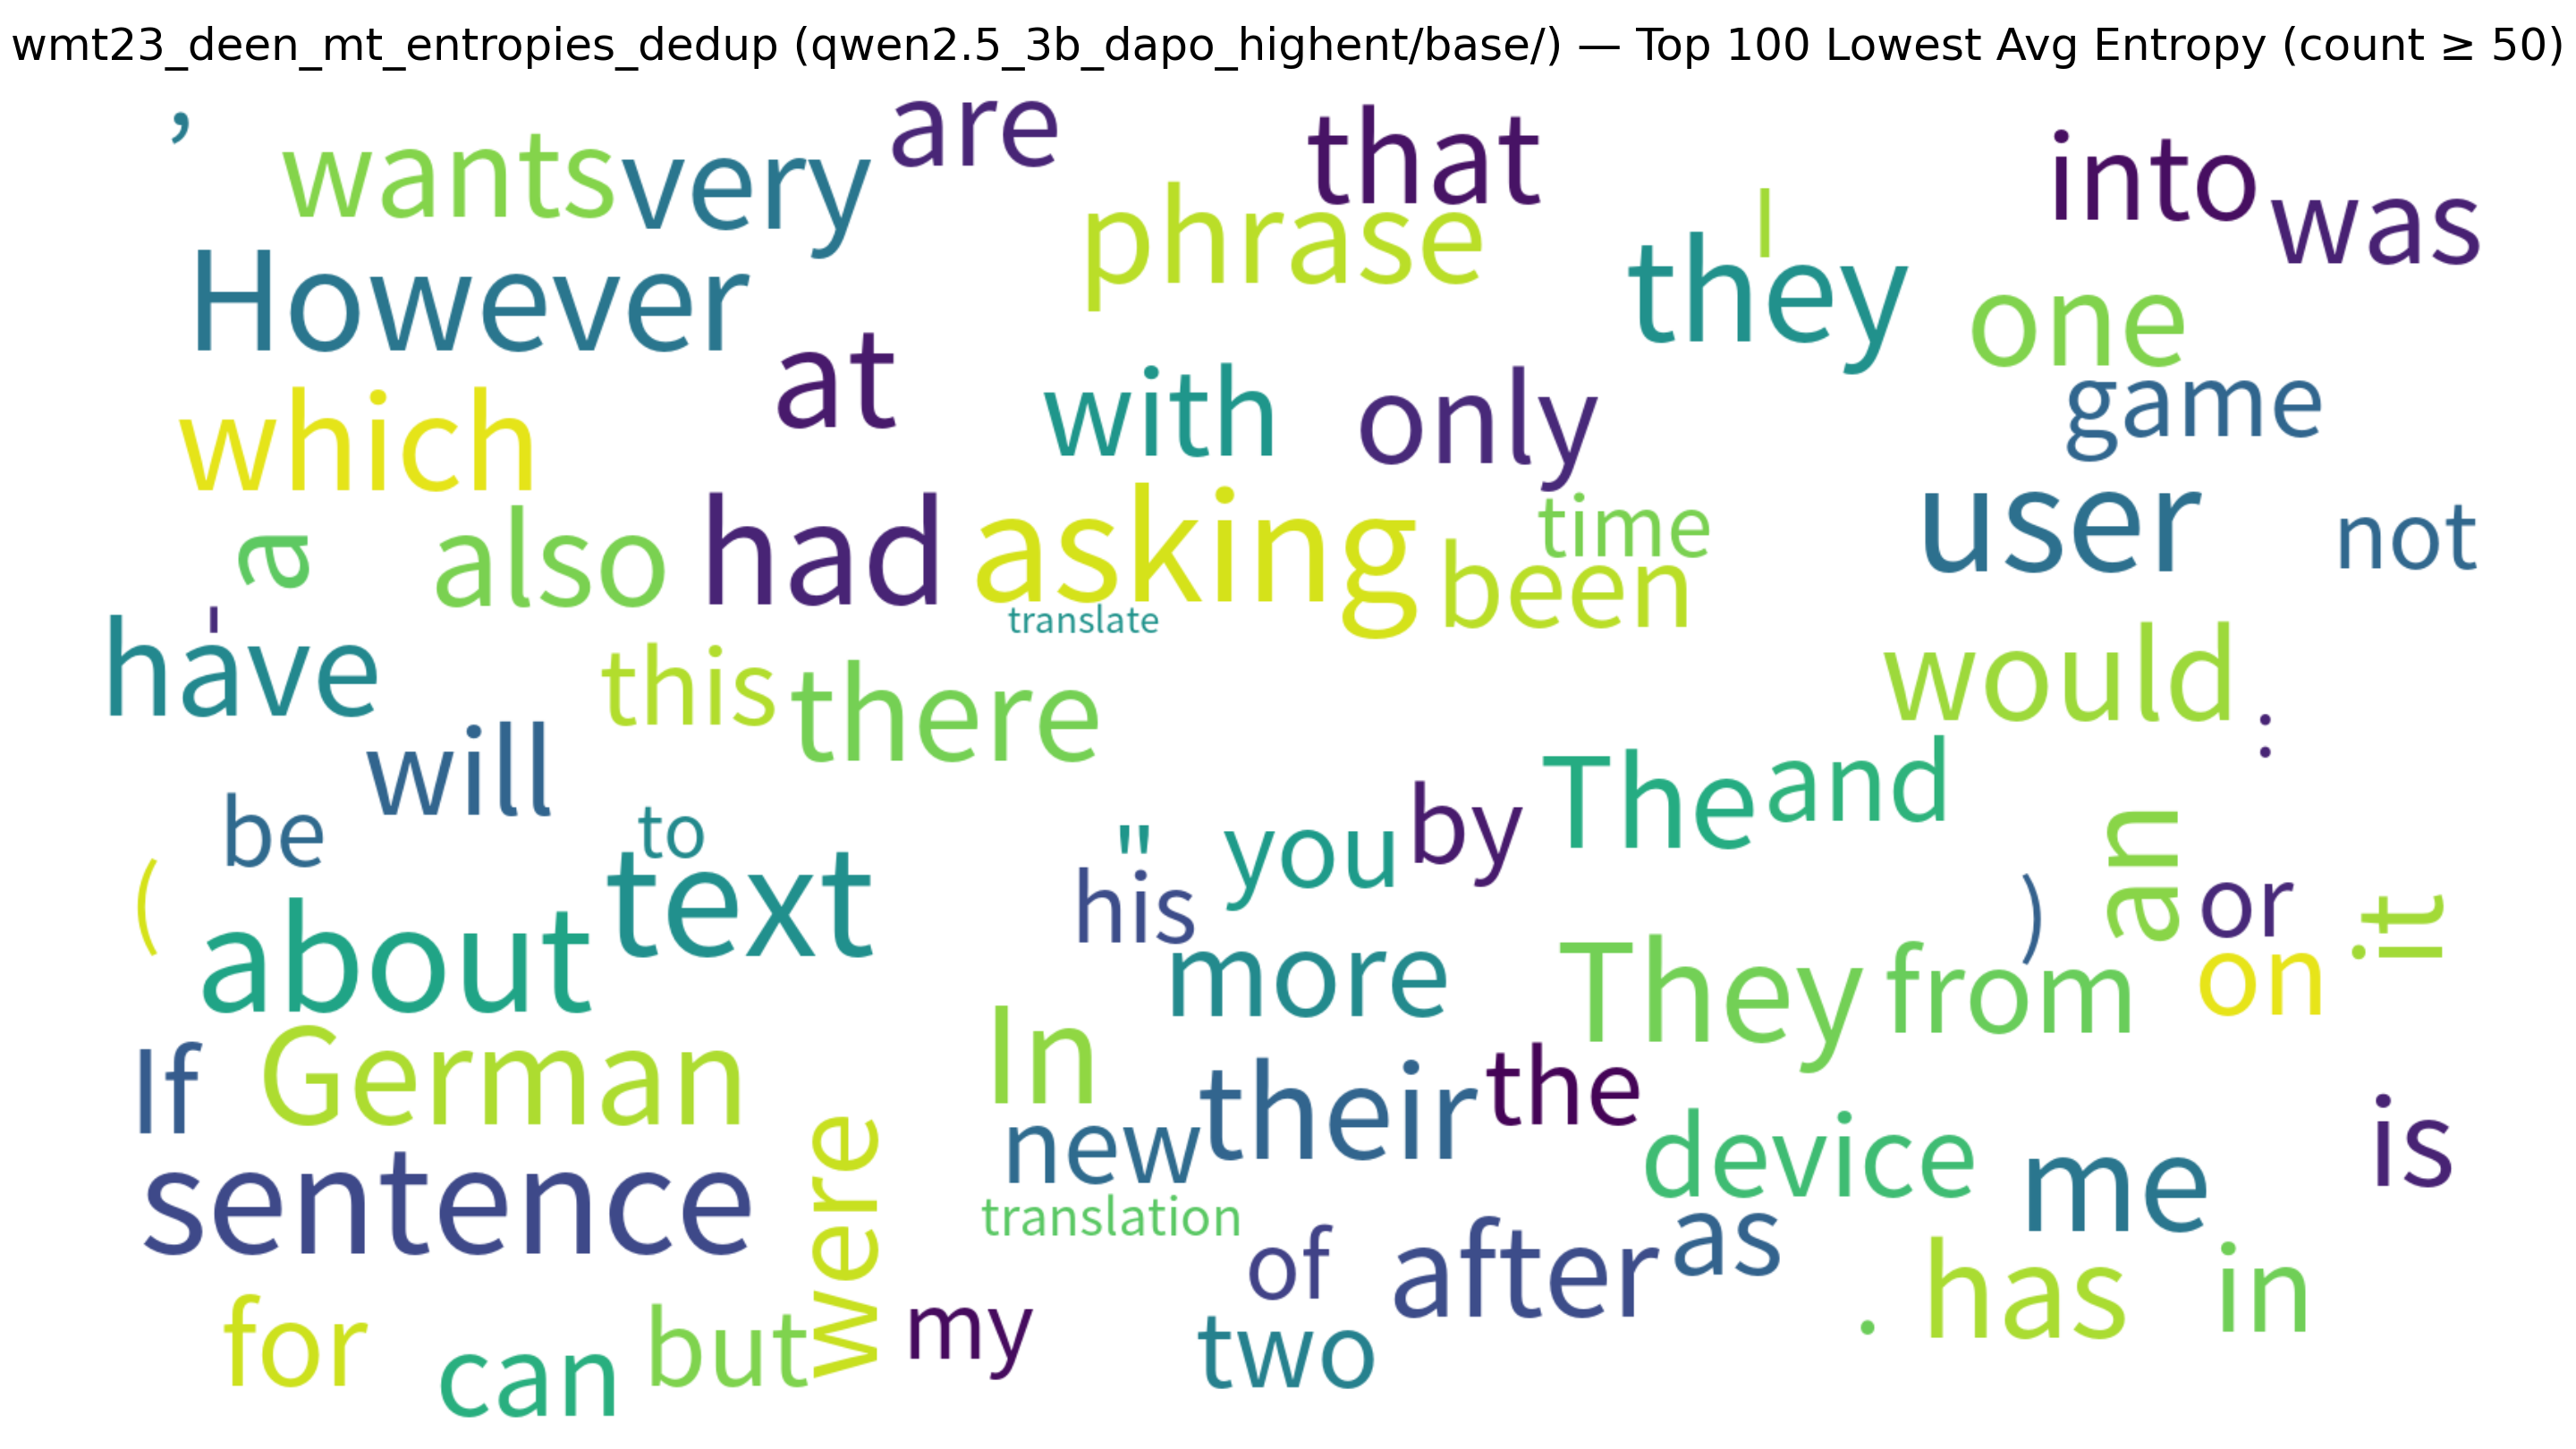 wmt23_deen_mt_entropies_dedup (qwen2.5_3b_dapo_highent/base/) — Top 100 Lowest Avg Entropy (count ≥ 50)
,
wants
very
are
that
into
was
phrase
I
they
However
one
at
with
only
game
which
a
also
had
asking
time
been
user
not
translate
'
have
this
there
would
:
will
be
to
"
you
by
The
and
an
(
about
text
his
more
)
or
it
on
They
from
If
German
In
their
the
new
device
me
is
sentence
were
translation
of
after
as
.
has
in
for
can
but
my
two